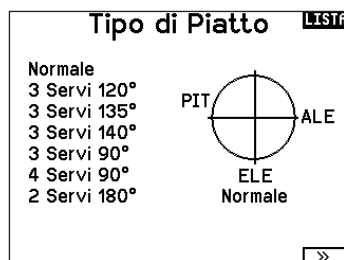 Tipo di Piatto
LISTA
Normale
3 Servi 120°
3 Servi 135°
3 Servi 140°
3 Servi 90°
4 Servi 90°
2 Servi 180°
PIT
ALE
ELE
Normale
>>